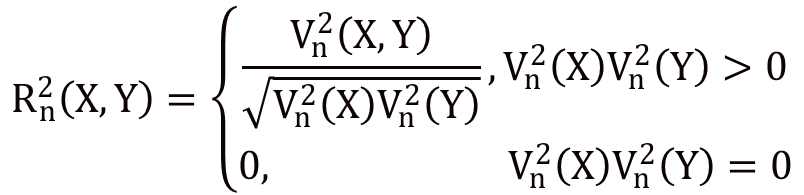 R_n^2(X, Y) = { V_n^2(X, Y) / √(V_n^2(X)V_n^2(Y)), V_n^2(X)V_n^2(Y) > 0
0, V_n^2(X)V_n^2(Y) = 0